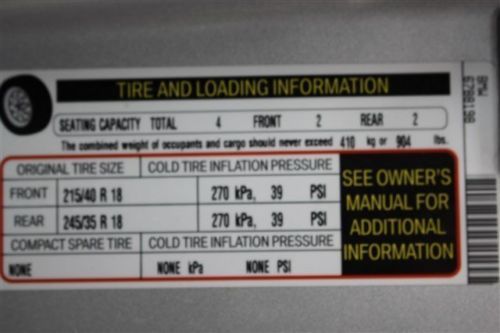 TIRE AND LOADING INFORMATION
SEATING CAPACITY TOTAL 4 FRONT 2 REAR 2
The combined weight of occupants and cargo should never exceed 410 kg or 904 lbs.
ORIGINAL TIRE SIZE COLD TIRE INFLATION PRESSURE
FRONT 215/40 R 18 270 kPa, 39 PSI
REAR 245/35 R 18 270 kPa, 39 PSI
COMPACT SPARE TIRE COLD TIRE INFLATION PRESSURE
NONE NONE kPa NONE PSI
SEE OWNER'S
MANUAL FOR
ADDITIONAL
INFORMATION
BMW
6788198